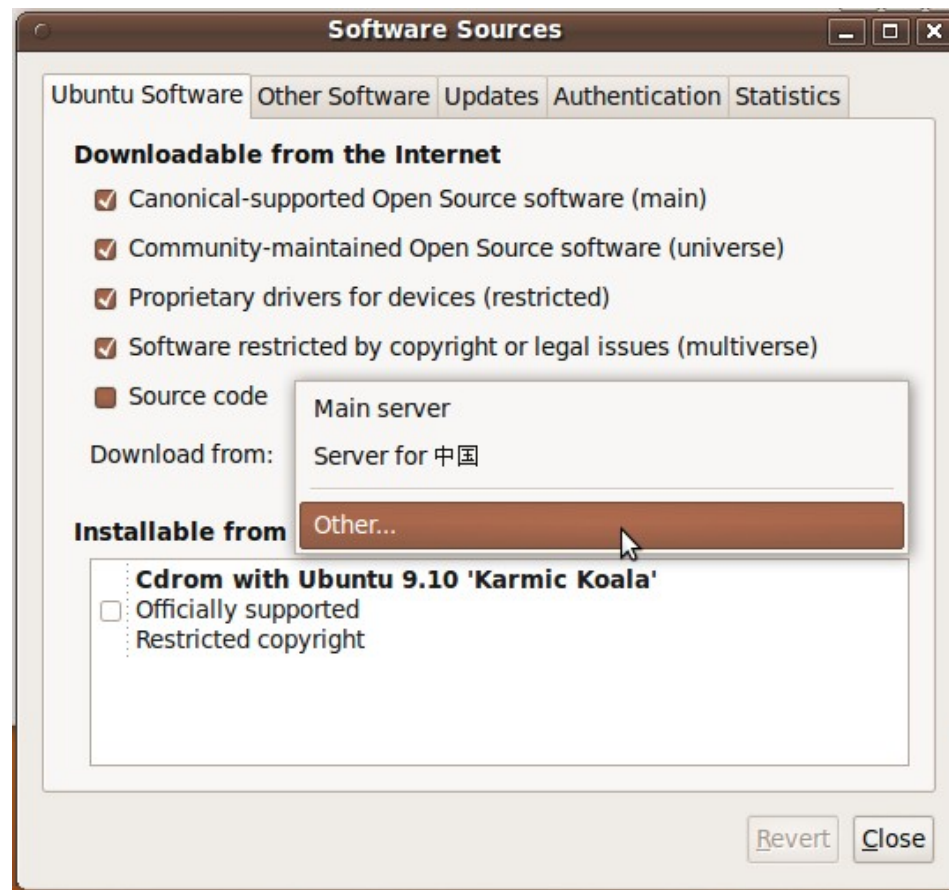 Software Sources
Ubuntu Software Other Software Updates Authentication Statistics
Downloadable from the Internet
Canonical-supported Open Source software (main)
Community-maintained Open Source software (universe)
Proprietary drivers for devices (restricted)
Software restricted by copyright or legal issues (multiverse)
Source code
Main server
Download from:
Server for 中国
Other...
Installable from
Cdrom with Ubuntu 9.10 'Karmic Koala'
Officially supported
Restricted copyright
Revert Close